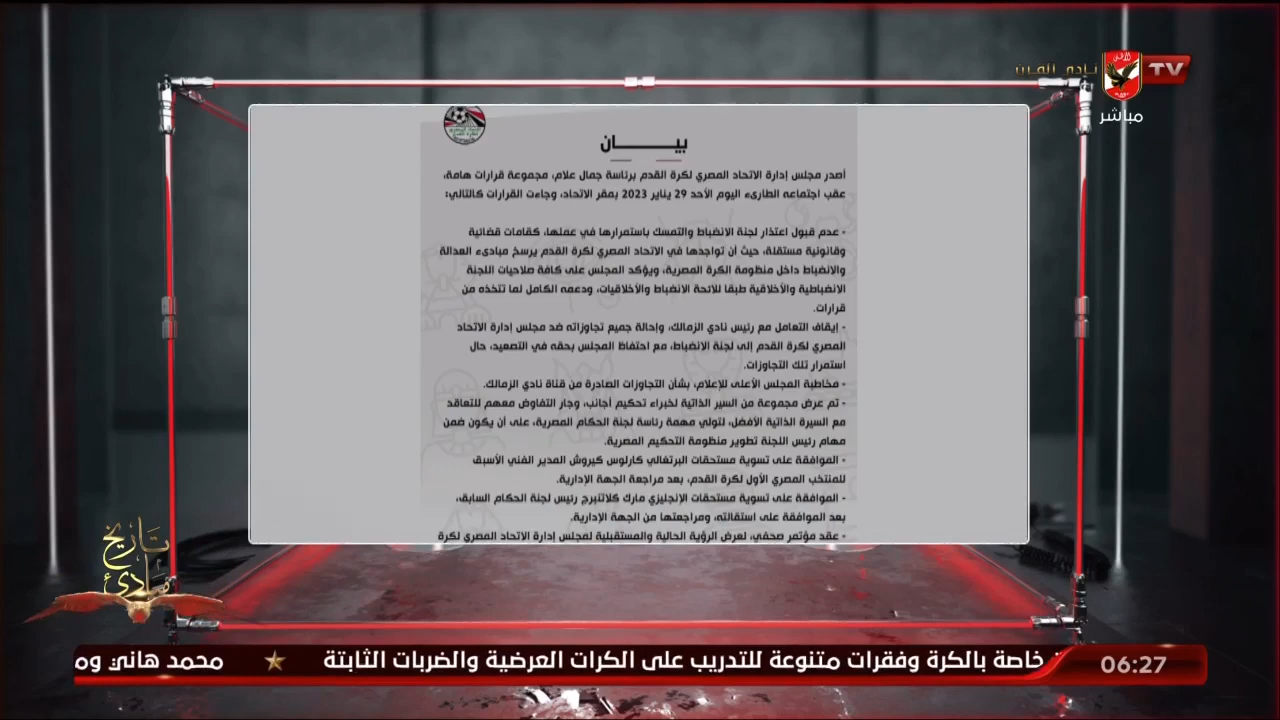 نادي القرن
TV
مباشر
بيـــــان
أصدر مجلس إدارة الاتحاد المصري لكرة القدم برئاسة جمال علام، مجموعة قرارات هامة،
عقب اجتماعه الطارىء اليوم الأحد 29 يناير 2023 بمقر الاتحاد، وجاءت القرارات كالتالي:
- عدم قبول اعتذار لجنة الانضباط والتمسك باستمرارها في عملها، كقامات قضائية
وقانونية مستقلة، حيث أن تواجدها في الاتحاد المصري لكرة القدم يرسخ مبادىء العدالة
والانضباط داخل منظومة الكرة المصرية، ويؤكد المجلس على كافة صلاحيات اللجنة
الانضباطية والأخلاقية طبقا للائحة الانضباط والأخلاقيات، ودعمه الكامل لما تتخذه من
قرارات.
- إيقاف التعامل مع رئيس نادي الزمالك، وإحالة جميع تجاوزاته ضد مجلس إدارة الاتحاد
المصري لكرة القدم إلى لجنة الانضباط، مع احتفاظ المجلس بحقه في التصعيد، حال
استمرار تلك التجاوزات.
- مخاطبة المجلس الأعلى للإعلام، بشأن التجاوزات الصادرة من قناة نادي الزمالك.
- تم عرض مجموعة من السير الذاتية لخبراء تحكيم أجانب، وجار التفاوض معهم للتعاقد
مع السيرة الذاتية الأفضل، لتولي مهمة رئاسة لجنة الحكام المصرية، على أن يكون ضمن
مهام رئيس اللجنة تطوير منظومة التحكيم المصرية.
- الموافقة على تسوية مستحقات البرتغالي كارلوس كيروش المدير الفني الأسبق
للمنتخب المصري الأول لكرة القدم، بعد مراجعة الجهة الإدارية.
- الموافقة على تسوية مستحقات الإنجليزي مارك كلاتنبرج رئيس لجنة الحكام السابق،
بعد الموافقة على استقالته، ومراجعتها من الجهة الإدارية.
- عقد مؤتمر صحفي، لعرض الرؤية الحالية والمستقبلية لمجلس إدارة الاتحاد المصري لكرة
تاريخ
مبادئ
خاصة بالكرة وفقرات متنوعة للتدريب على الكرات العرضية والضربات الثابتة
محمد هاني وم
06:27